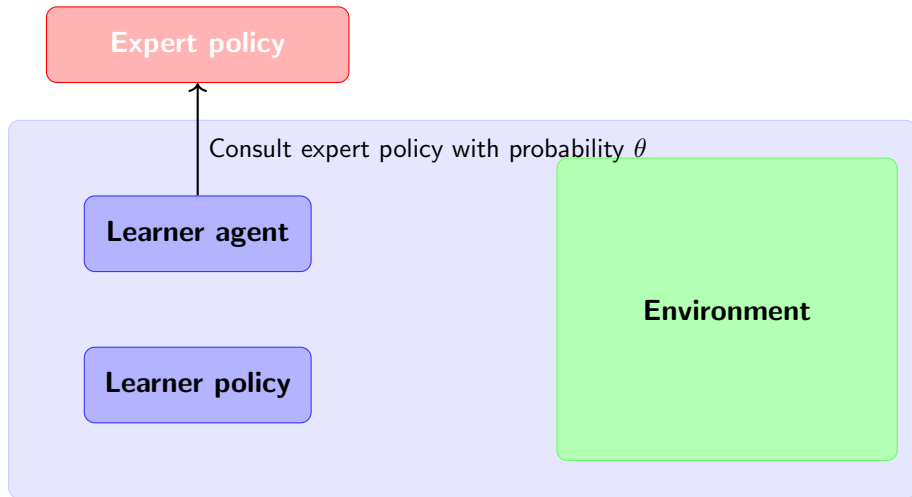 Expert policy
Consult expert policy with probability θ
Learner agent
Environment
Learner policy